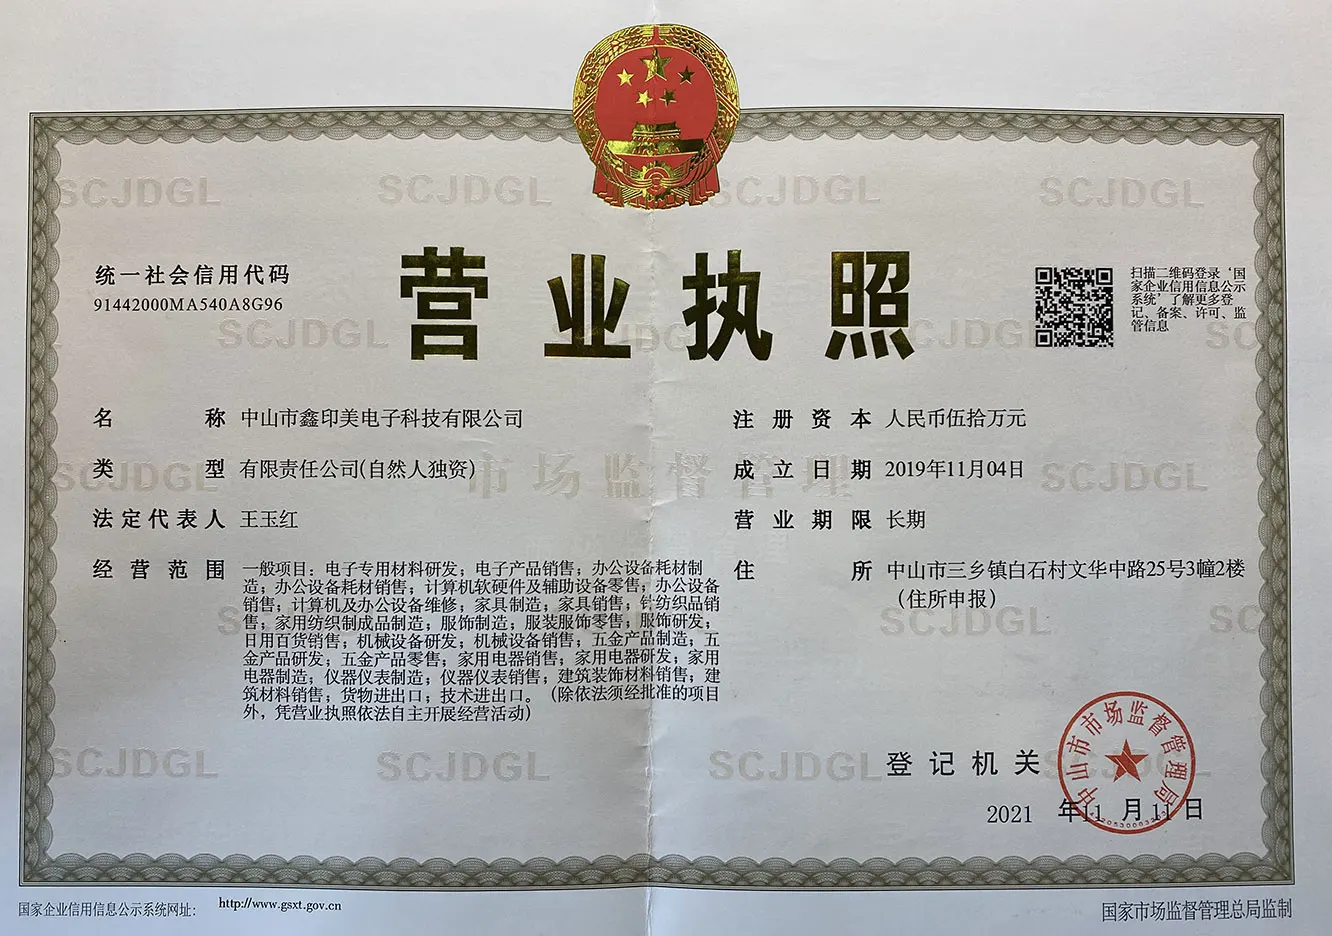 统一社会信用代码
91442000MA540A8G96
营业执照
扫描二维码登录‘国
家企业信用信息公示
系统’了解更多登
记、备案、许可、监
管信息
名称 中山市鑫印美电子科技有限公司
类型 有限责任公司(自然人独资)
法定代表人 王玉红
经营范围 一般项目：电子专用材料研发；电子产品销售；办公设备耗材制
造；办公设备耗材销售；计算机软硬件及辅助设备零售；办公设备
销售；计算机及办公设备维修；家具制造；家具销售；针纺织品销
售；家用纺织制成品制造；服饰制造；服装服饰零售；服饰研发；
日用百货销售；机械设备研发；机械设备销售；五金产品制造；五
金产品研发；五金产品零售；家用电器销售；家用电器研发；家用
电器制造；仪器仪表制造；仪器仪表销售；建筑装饰材料销售；建
筑材料销售；货物进出口；技术进出口。（除依法须经批准的项目
外，凭营业执照依法自主开展经营活动）
注册资本 人民币伍拾万元
成立日期 2019年11月04日
营业期限 长期
住所 中山市三乡镇白石村文华中路25号3幢2楼
（住所申报）
登记机关
中山市市场监督管理局
2021 年11 月11日
国家企业信用信息公示系统网址： http://www.gsxt.gov.cn
国家市场监督管理总局监制
SCJDGL SCJDGL SCJDGL SCJDGL
市场监督管理